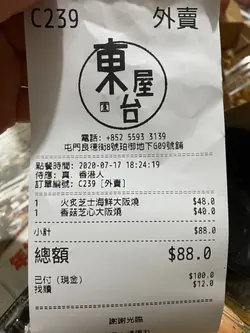 C239 外賣
東
屋
台
電話: +852 5593 3139
屯門良德街8號珀御地下G09號舖
點餐時間: 2020-07-17 18:24:19
侍應: 真．香港人
訂單編號: C239 [外賣]
1 火炙芝士海鮮大阪燒 $48.0
1 香菇芝心大阪燒 $40.0
小計 $88.0
總額 $88.0
已付 (現金) $100.0
找贖 $12.0
謝謝光臨